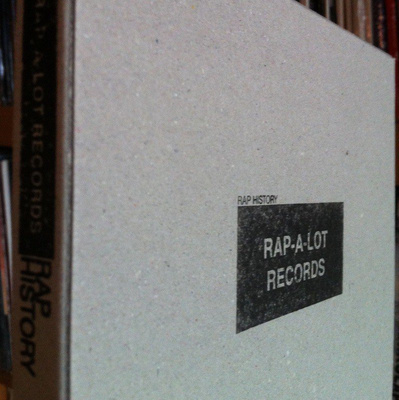 RAP-A-LOT RECORDS
RAP
HISTORY
RAP HISTORY
RAP-A-LOT
RECORDS